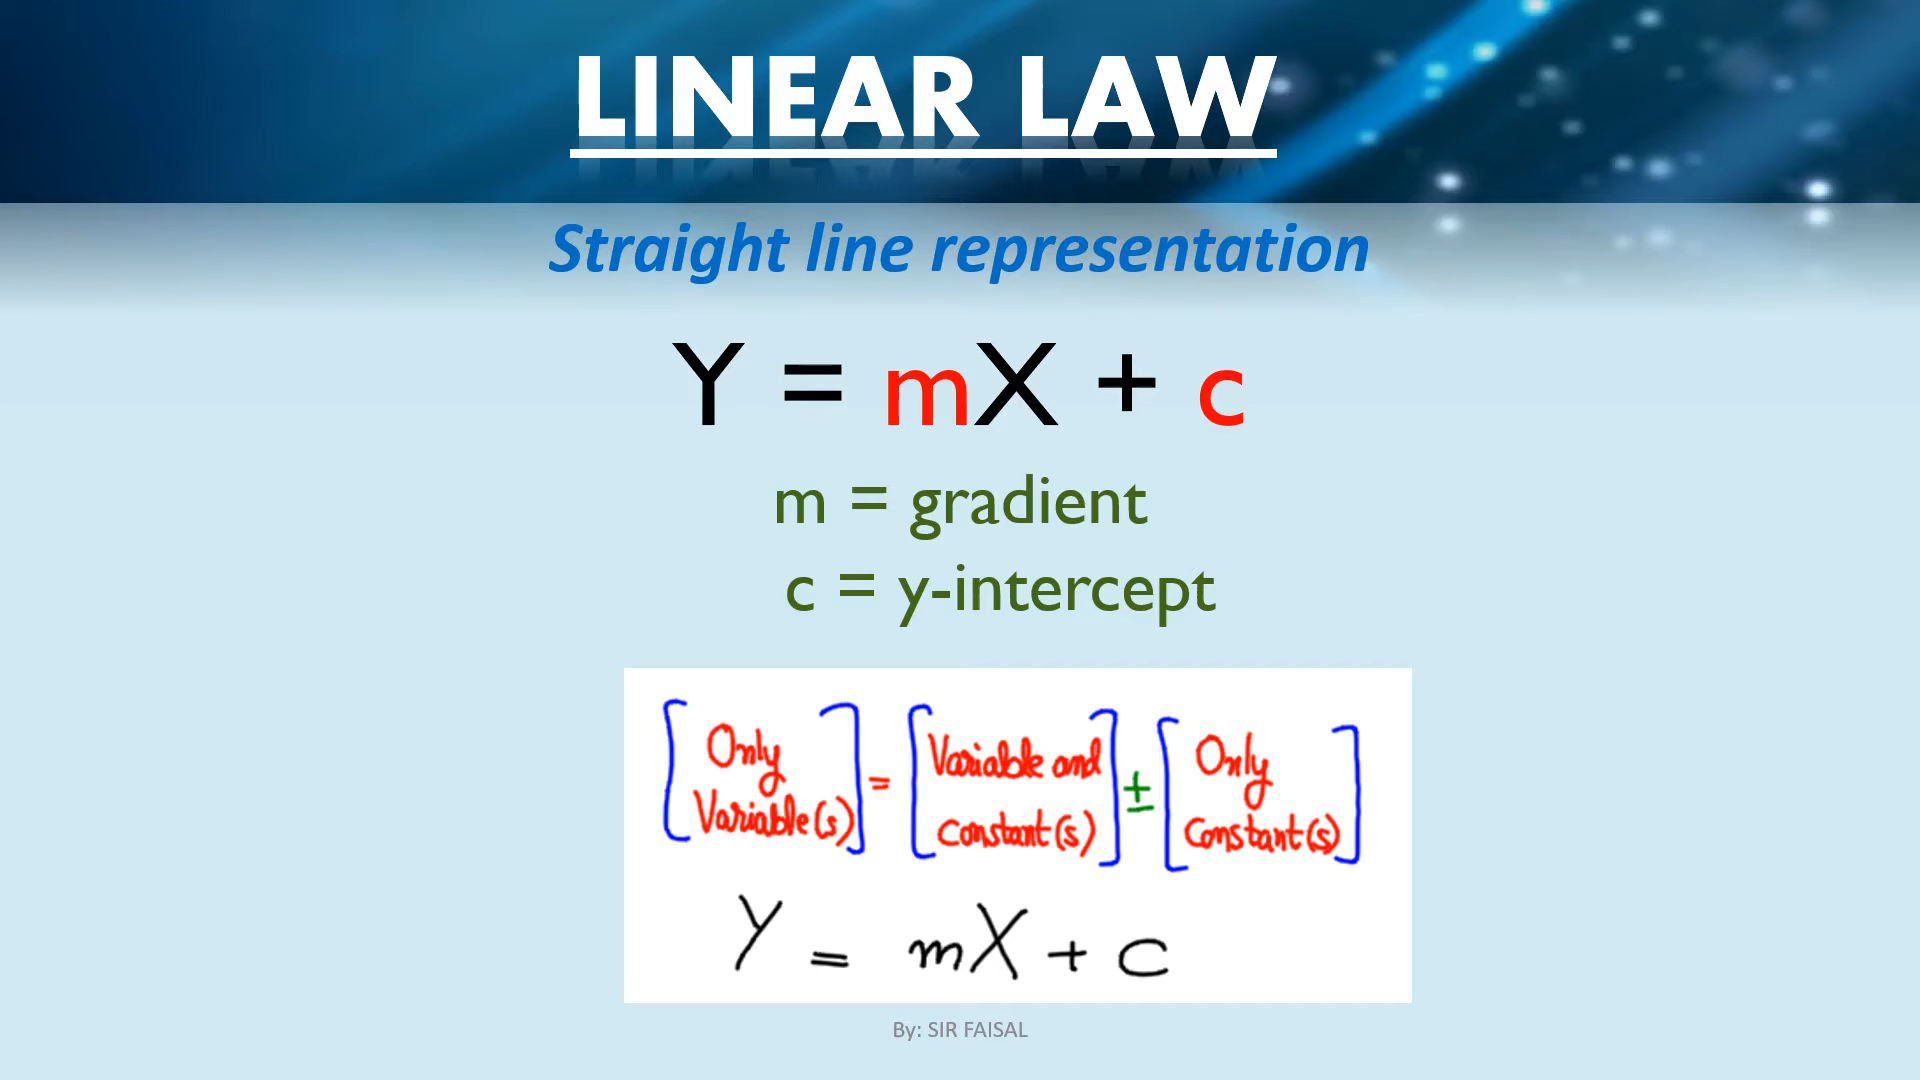 LINEAR LAW
Straight line representation
Y = mX + c
m = gradient
c = y-intercept
[Only Variable(s)] = [Variable and constant(s)] ± [Only constant(s)]
Y = mX + c
By: SIR FAISAL